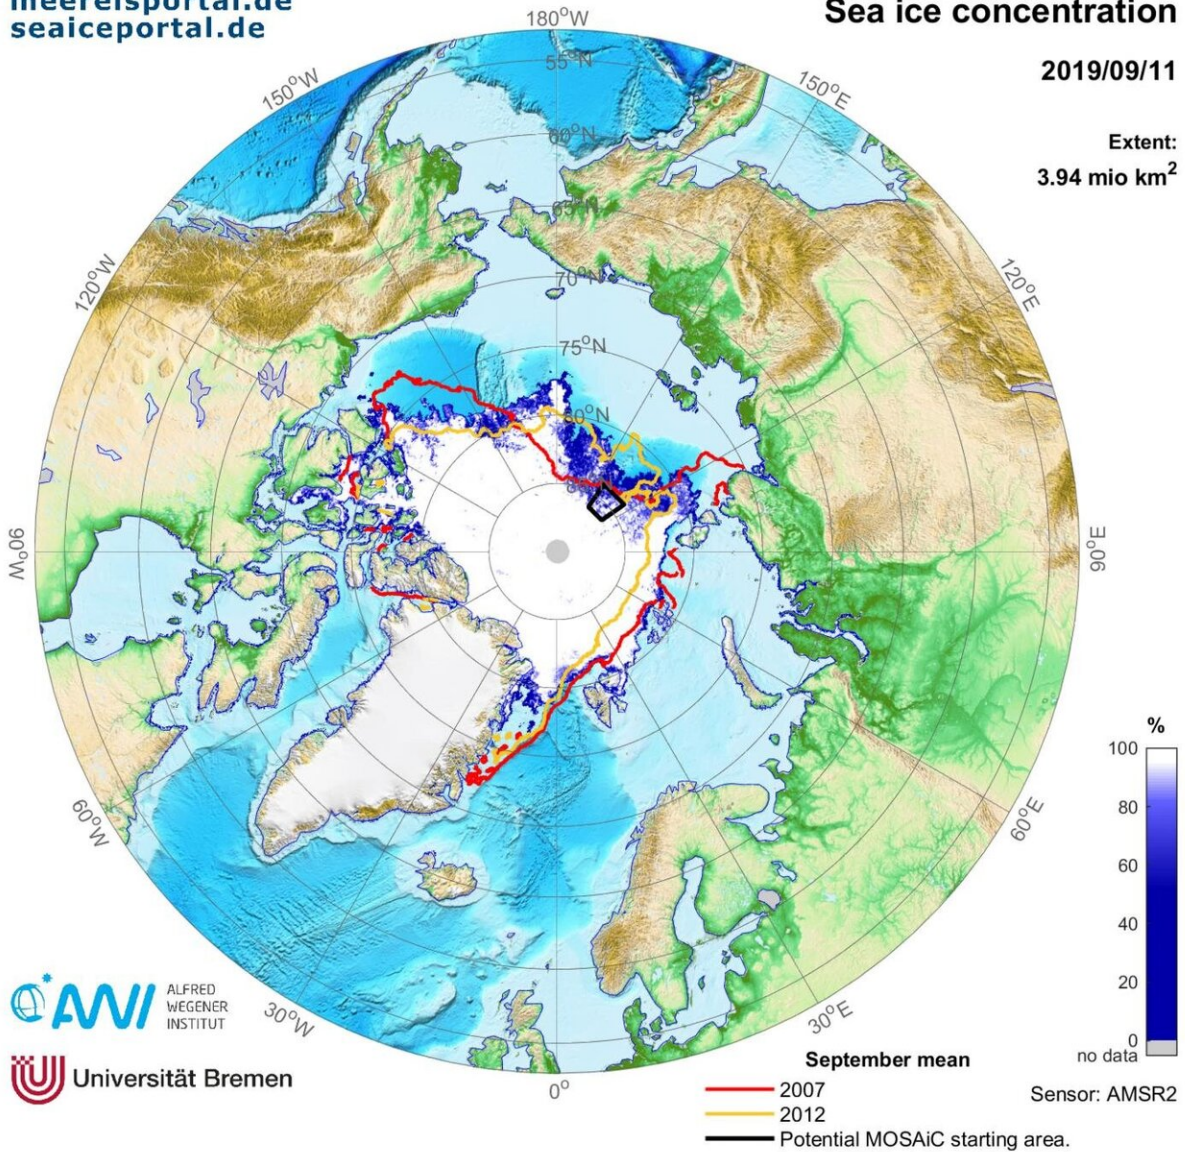 meereisportal.de
seaiceportal.de
Sea ice concentration
2019/09/11
Extent:
3.94 mio km2
180°W
150°W
150°E
120°W
120°E
90°W
90°E
60°W
60°E
30°W
30°E
0°
55°N
60°N
65°N
70°N
75°N
80°N
%
100
80
60
40
20
0
no data
Sensor: AMSR2
AWI
ALFRED
WEGENER
INSTITUT
Universität Bremen
September mean
2007
2012
Potential MOSAiC starting area.